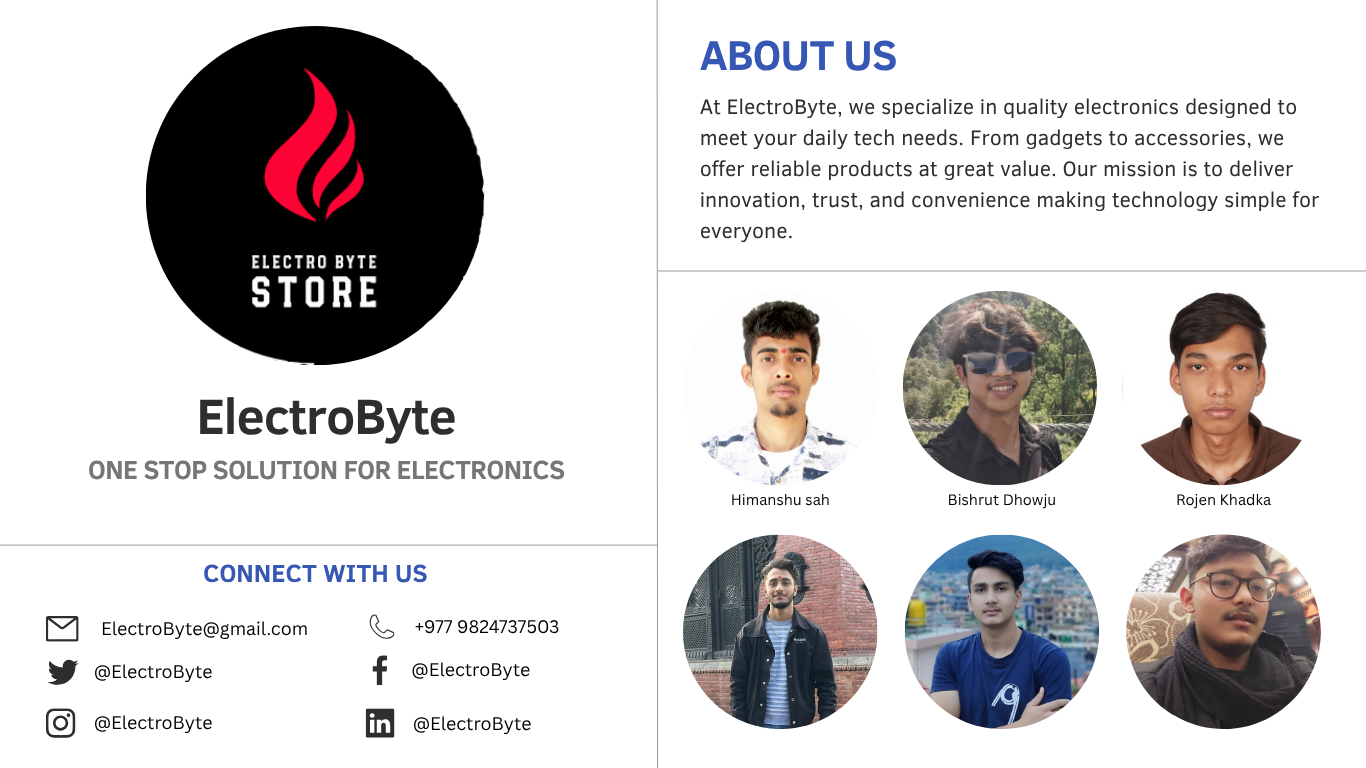 ELECTRO BYTE
STORE
ElectroByte
ONE STOP SOLUTION FOR ELECTRONICS
CONNECT WITH US
ElectroByte@gmail.com
+977 9824737503
@ElectroByte
@ElectroByte
@ElectroByte
@ElectroByte
ABOUT US
At ElectroByte, we specialize in quality electronics designed to
meet your daily tech needs. From gadgets to accessories, we
offer reliable products at great value. Our mission is to deliver
innovation, trust, and convenience making technology simple for
everyone.
Himanshu sah
Bishrut Dhowju
Rojen Khadka